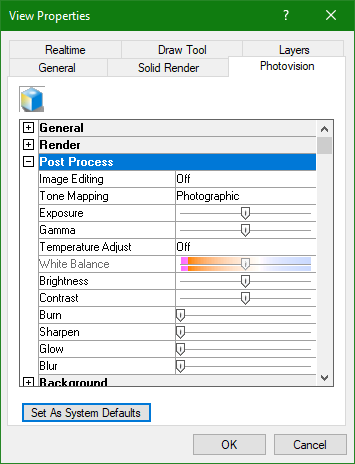 View Properties
?
Realtime
Draw Tool
Layers
General
Solid Render
Photovision
General
Render
Post Process
Image Editing Off
Tone Mapping Photographic
Exposure
Gamma
Temperature Adjust Off
White Balance
Brightness
Contrast
Burn
Sharpen
Glow
Blur
Background
Set As System Defaults
OK
Cancel